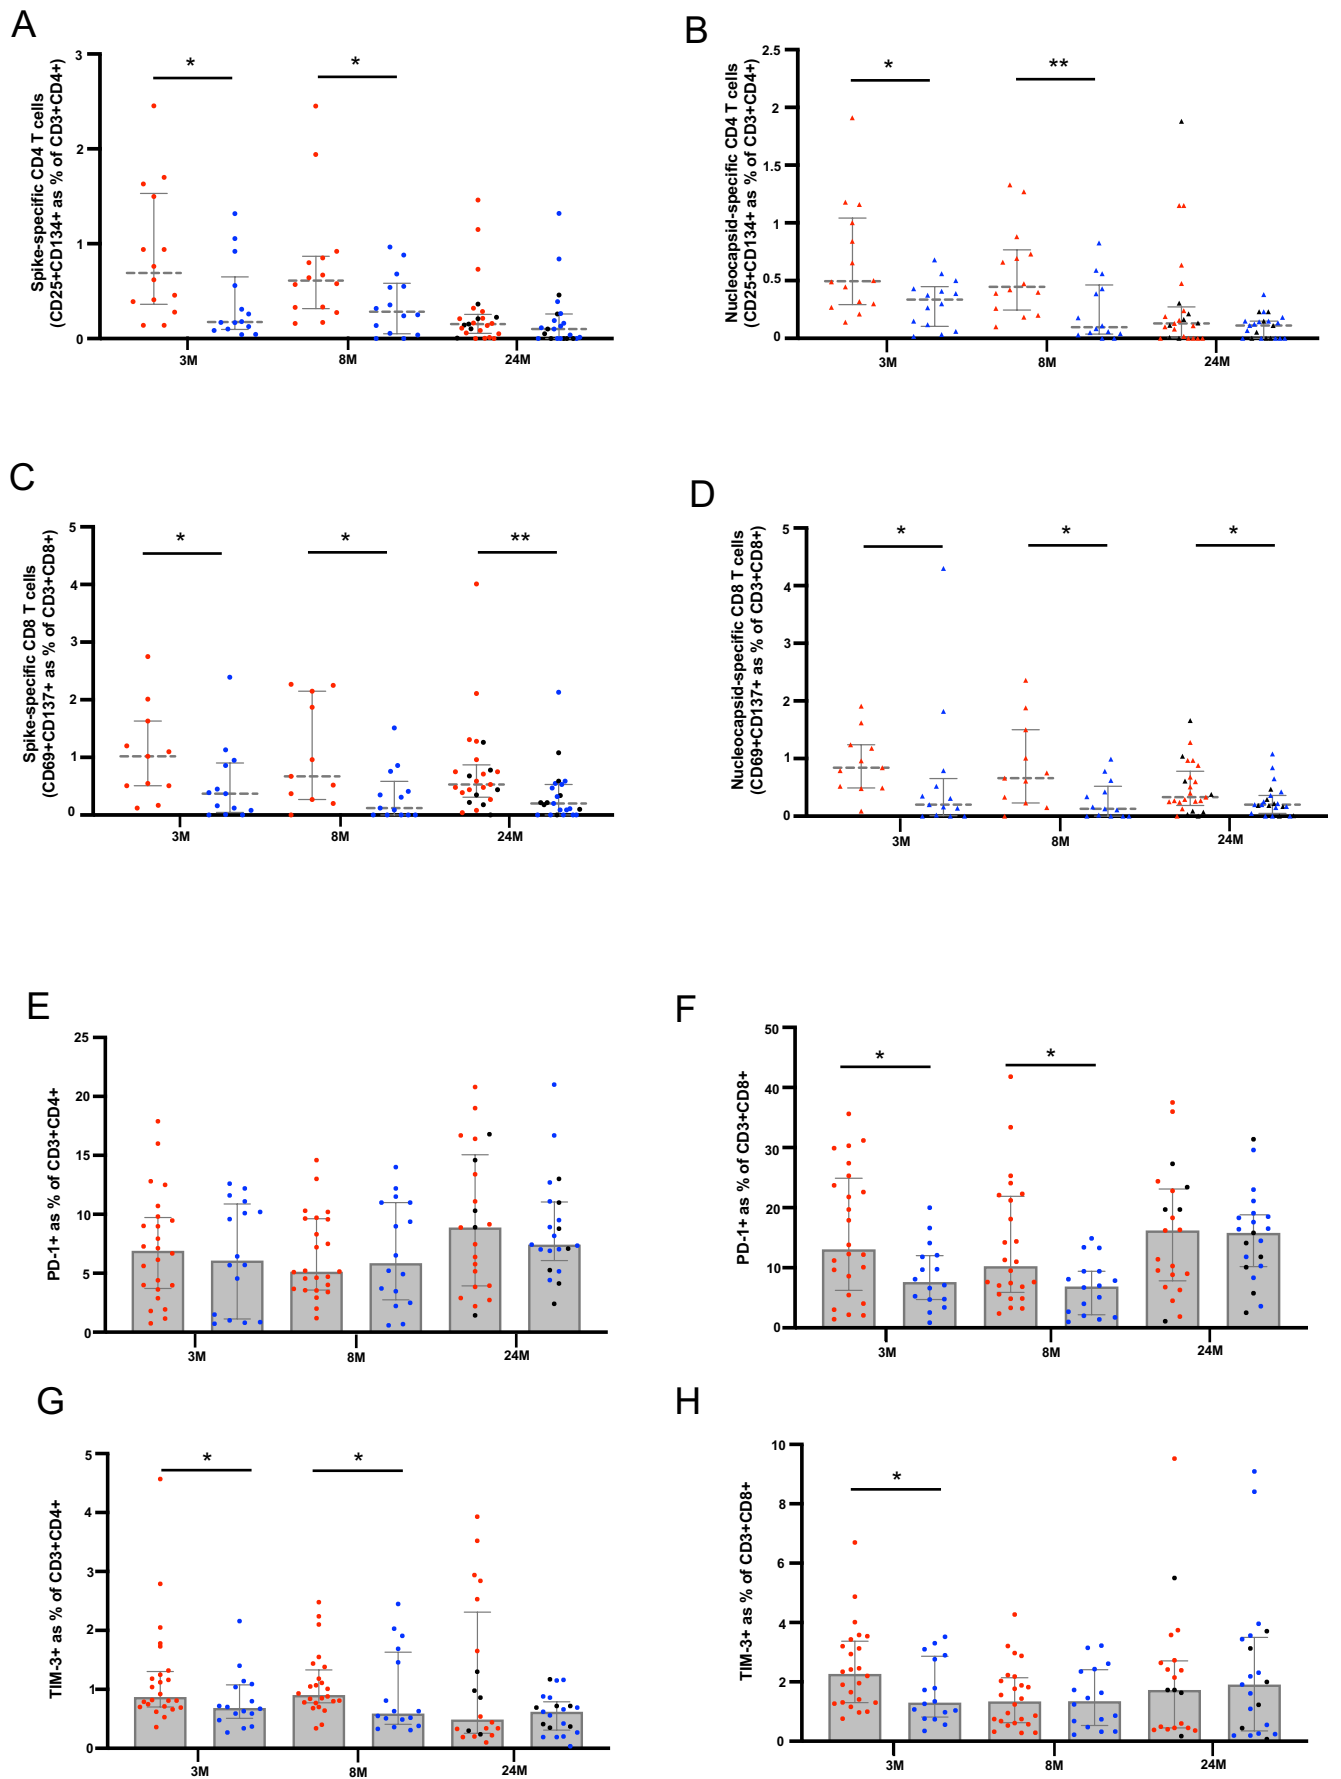 A
Spike-specific CD4 T cells
(CD25+CD134+ as % of CD3+CD4+)
3
2
1
0
*
*
3M
8M
24M
B
Nucleocapsid-specific CD4 T cells
(CD25+CD134+ as % of CD3+CD4+)
2.5
2
1.5
1
0.5
0
*
**
3M
8M
24M
C
Spike-specific CD8 T cells
(CD69+CD137+ as % of CD3+CD8+)
5
4
3
2
1
0
*
*
**
3M
8M
24M
D
Nucleocapsid-specific CD8 T cells
(CD69+CD137+ as % of CD3+CD8+)
5
4
3
2
1
0
*
*
*
3M
8M
24M
E
PD-1+ as % of CD3+CD4+
25
20
15
10
5
0
3M
8M
24M
F
PD-1+ as % of CD3+CD8+
50
40
30
20
10
0
*
*
3M
8M
24M
G
TIM-3+ as % of CD3+CD4+
5
4
3
2
1
0
*
*
3M
8M
24M
H
TIM-3+ as % of CD3+CD8+
10
8
6
4
2
0
*
3M
8M
24M